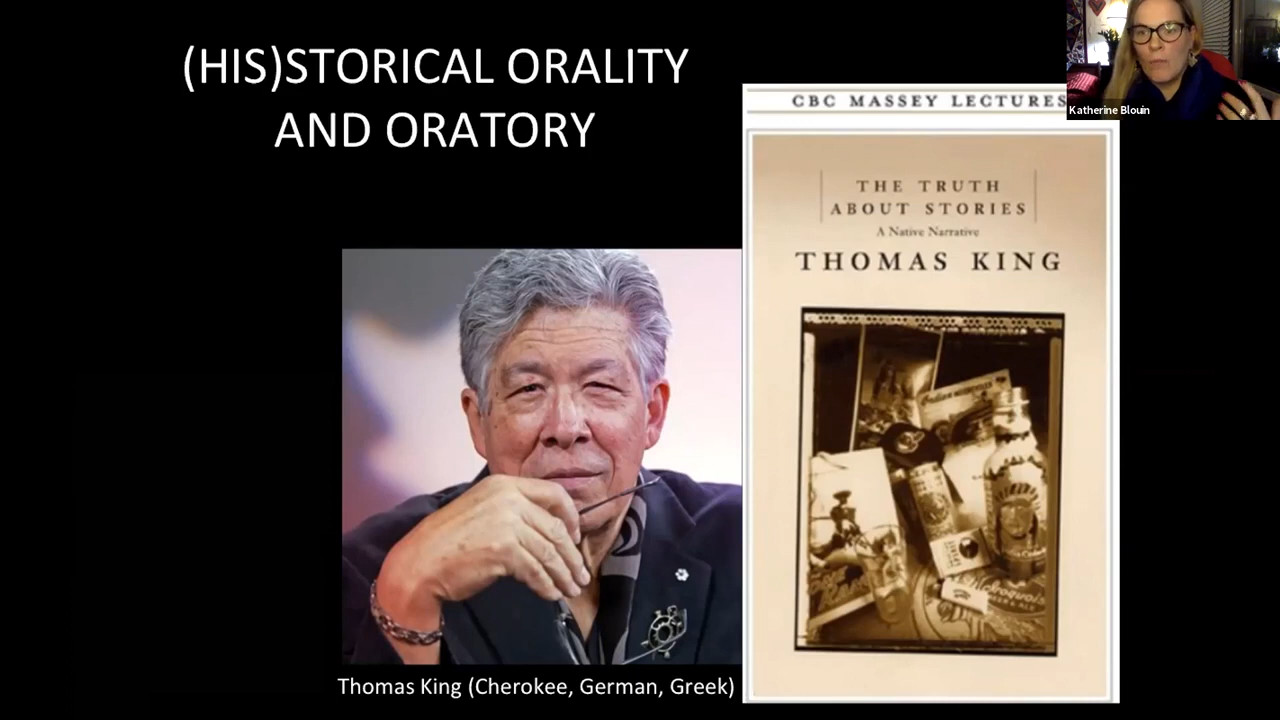 (HIS)STORICAL ORALITY
AND ORATORY
Katherine Blouin
CBC MASSEY LECTURES
THE TRUTH
ABOUT STORIES
A Native Narrative
THOMAS KING
Thomas King (Cherokee, German, Greek)